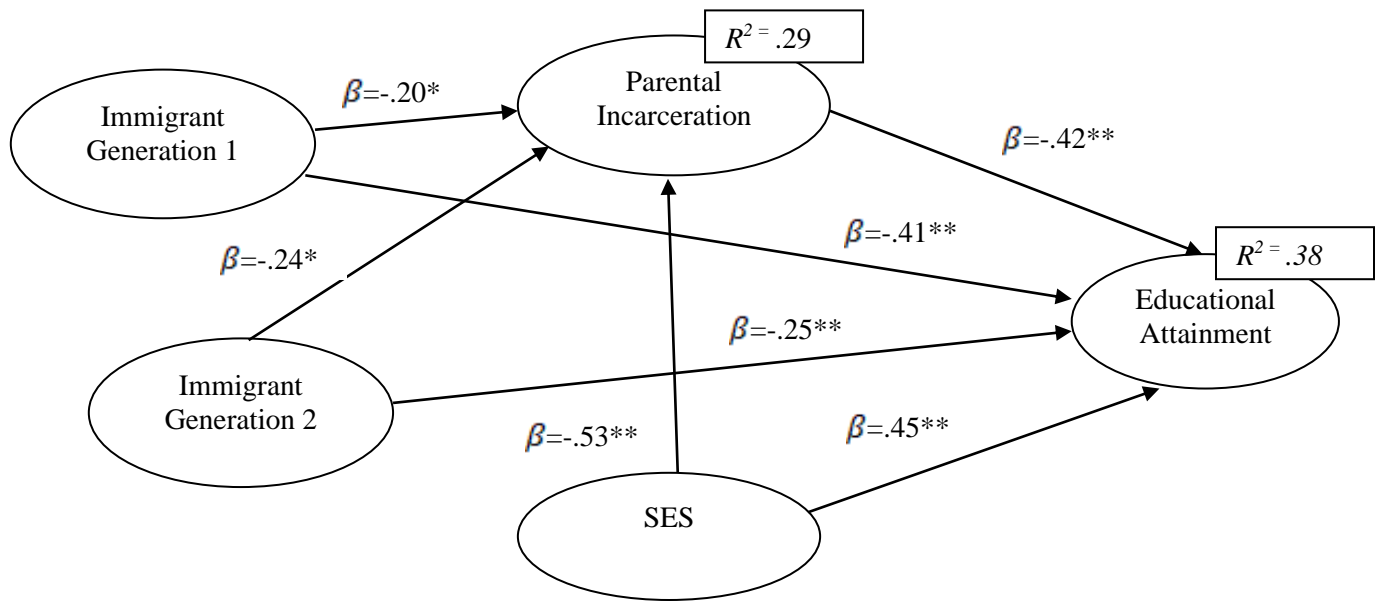 R² = .29
Parental
Incarceration
β=-.20*
Immigrant
Generation 1
β=-.42**
β=-.41**
R² = .38
β=-.24*
Educational
Attainment
β=-.25**
Immigrant
Generation 2
β=-.53**
β=.45**
SES